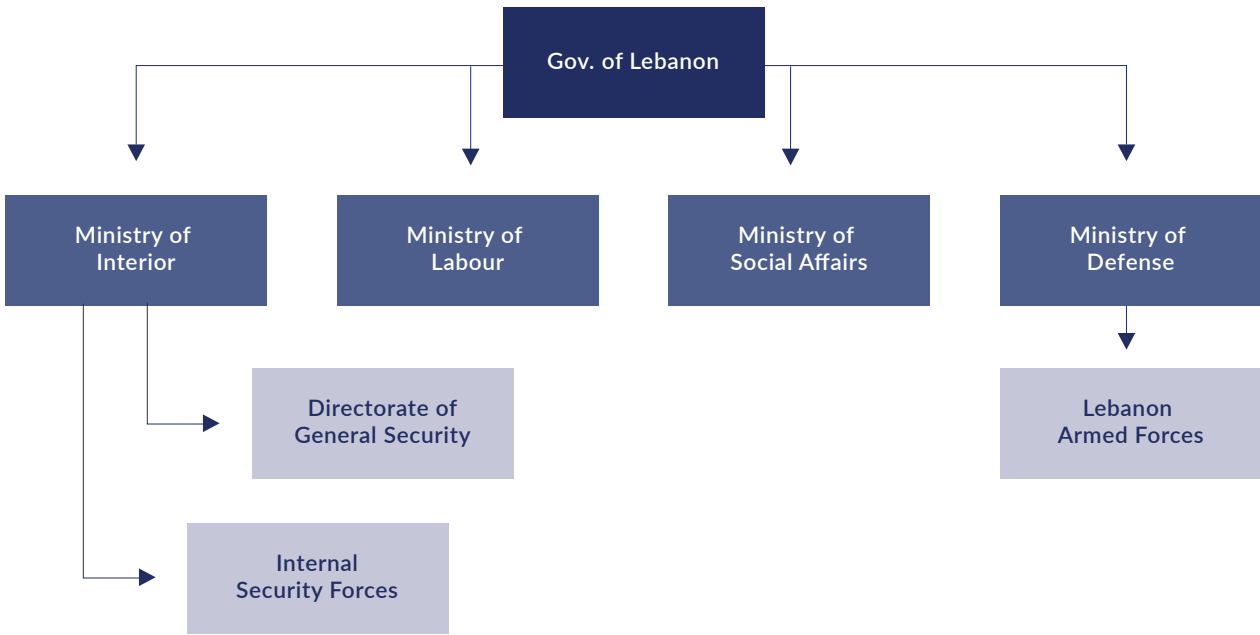 Gov. of Lebanon
Ministry of
Interior
Ministry of
Labour
Ministry of
Social Affairs
Ministry of
Defense
Directorate of
General Security
Lebanon
Armed Forces
Internal
Security Forces